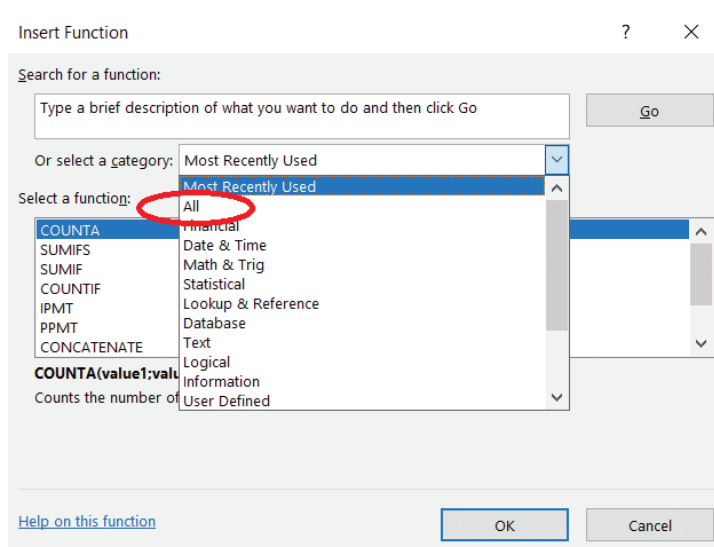 Insert Function
?
Search for a function:
Type a brief description of what you want to do and then click Go
Go
Or select a category:
Most Recently Used
Most Recently Used
All
Financial
Date & Time
Math & Trig
Statistical
Lookup & Reference
Database
Text
Logical
Information
User Defined
Select a function:
COUNTA
SUMIFS
SUMIF
COUNTIF
IPMT
PPMT
CONCATENATE
COUNTA(value1;valu
Counts the number of
Help on this function
OK
Cancel